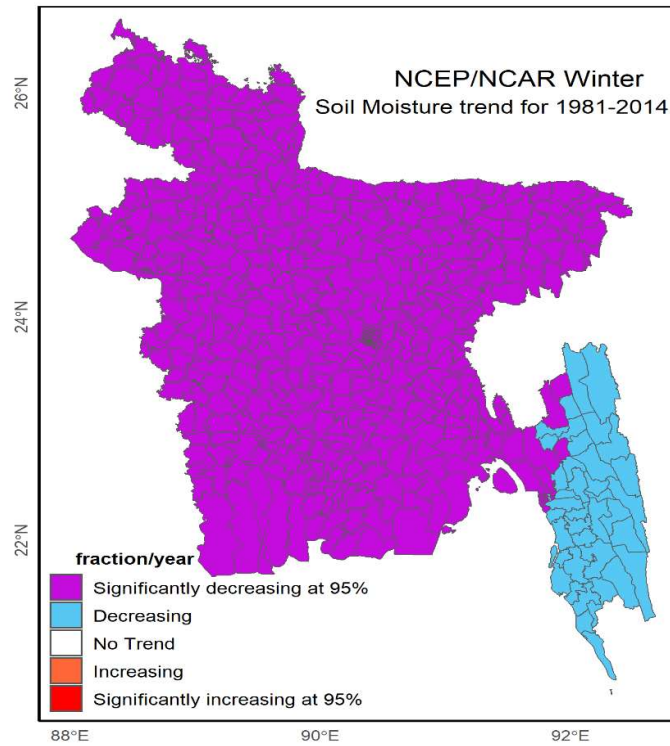 NCEP/NCAR Winter
Soil Moisture trend for 1981-2014
26°N
24°N
22°N
fraction/year
Significantly decreasing at 95%
Decreasing
No Trend
Increasing
Significantly increasing at 95%
88°E 90°E 92°E